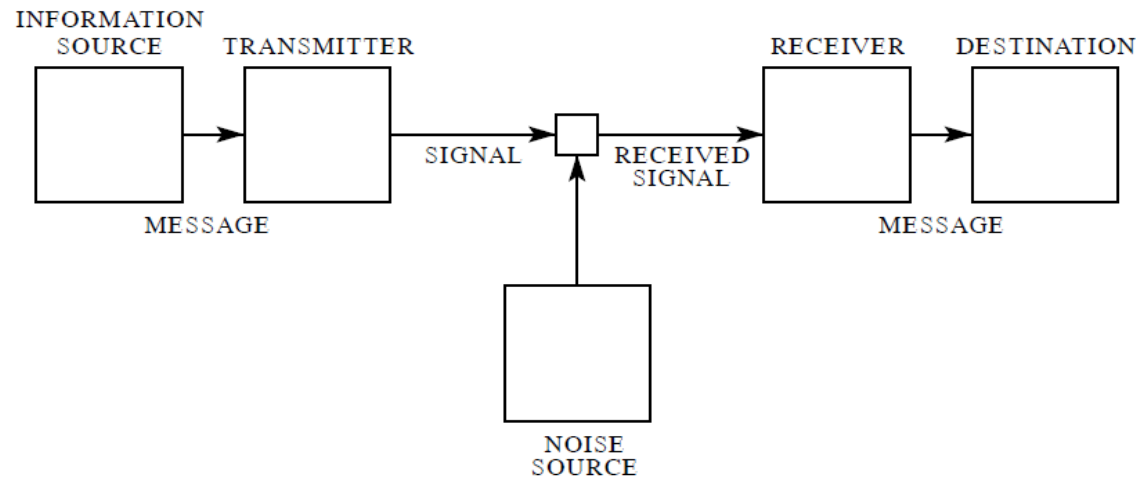 INFORMATION
SOURCE
TRANSMITTER
RECEIVER
DESTINATION
SIGNAL
RECEIVED
SIGNAL
MESSAGE
MESSAGE
NOISE
SOURCE